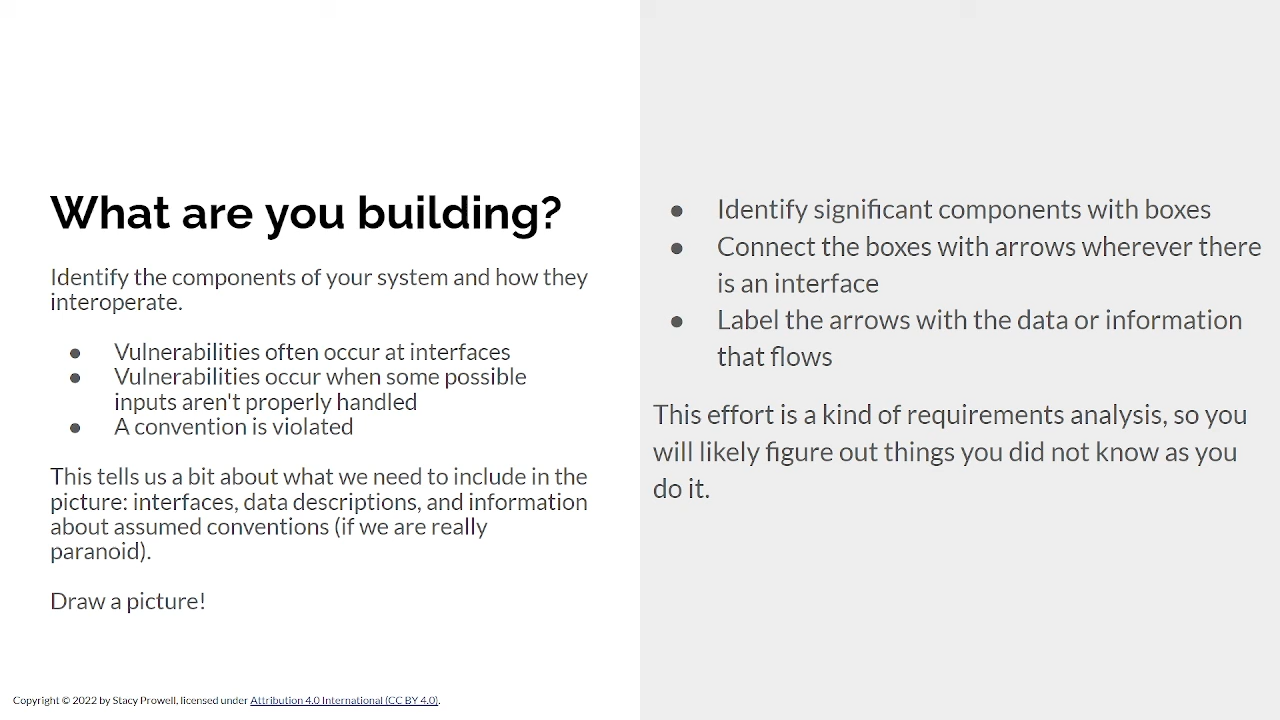 What are you building?
Identify the components of your system and how they
interoperate.
● Vulnerabilities often occur at interfaces
● Vulnerabilities occur when some possible
inputs aren't properly handled
● A convention is violated
This tells us a bit about what we need to include in the
picture: interfaces, data descriptions, and information
about assumed conventions (if we are really
paranoid).
Draw a picture!
● Identify significant components with boxes
● Connect the boxes with arrows wherever there
is an interface
● Label the arrows with the data or information
that flows
This effort is a kind of requirements analysis, so you
will likely figure out things you did not know as you
do it.
Copyright © 2022 by Stacy Prowell, licensed under Attribution 4.0 International (CC BY 4.0).